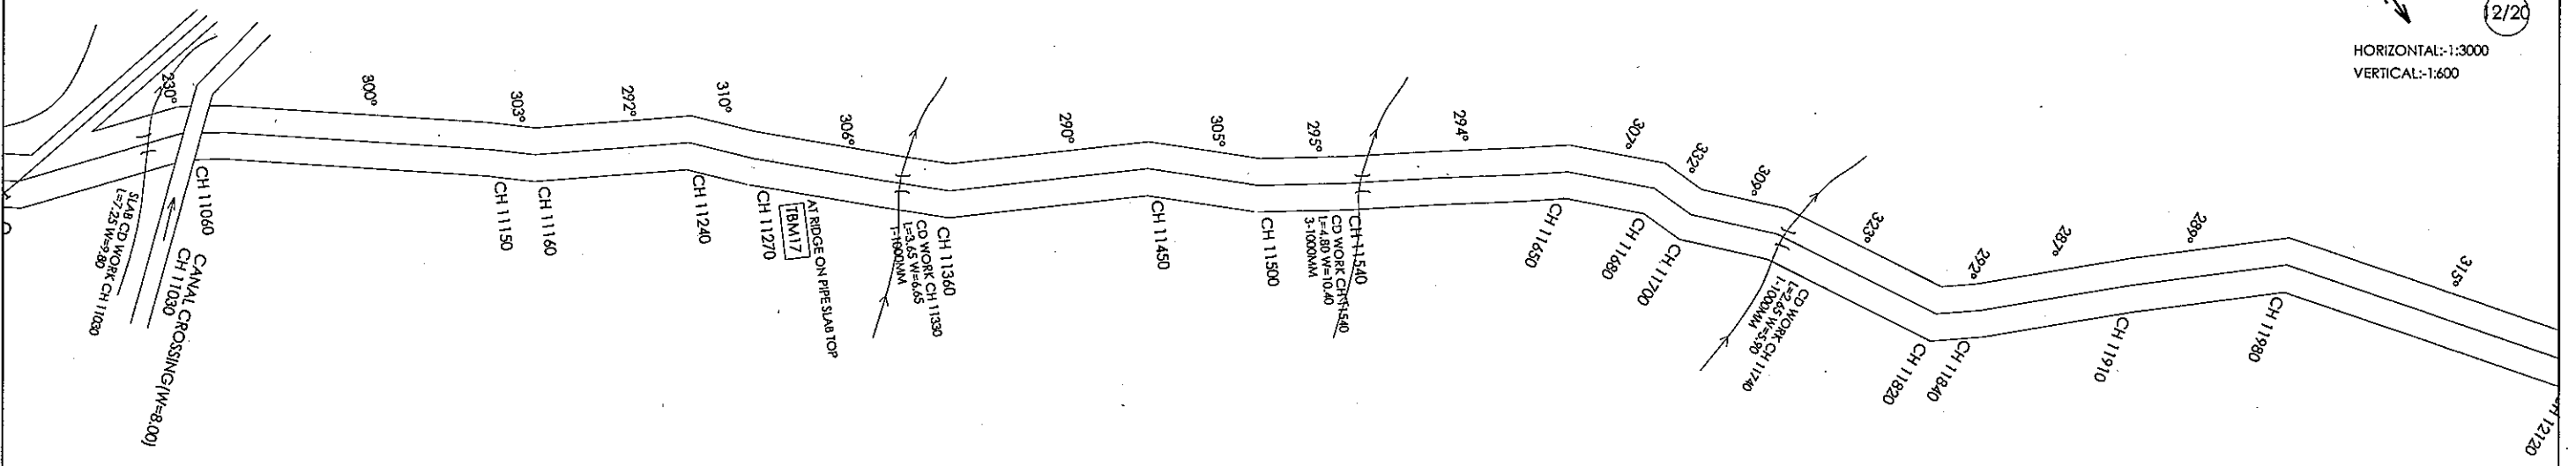 12/20
HORIZONTAL:-1:3000
VERTICAL:-1:600
230°
300°
303°
292°
310°
306°
290°
305°
295°
294°
307°
332°
309°
323°
292°
287°
289°
315°
SLAB CD WORK CH 11030
L=7.25 W=9.80
CANAL CROSSING(W=8.00)
CH 11030
CH 11060
CH 11150
CH 11160
CH 11240
CH 11270
TBM17
AT RIDGE ON PIPE SLAB TOP
CH 11360
CD WORK CH 11330
L=3.65 W=6.65
1-1000MM
CH 11450
CH 11500
CH 11540
CD WORK CH 11540
L=4.80 W=10.40
3-1000MM
CH 11650
CH 11680
CH.11700
CD WORK CH 11740
L=2.65 W=5.90
1-1000MM
CH 11820
CH 11840
CH 11910
CH 11980
CH 12120